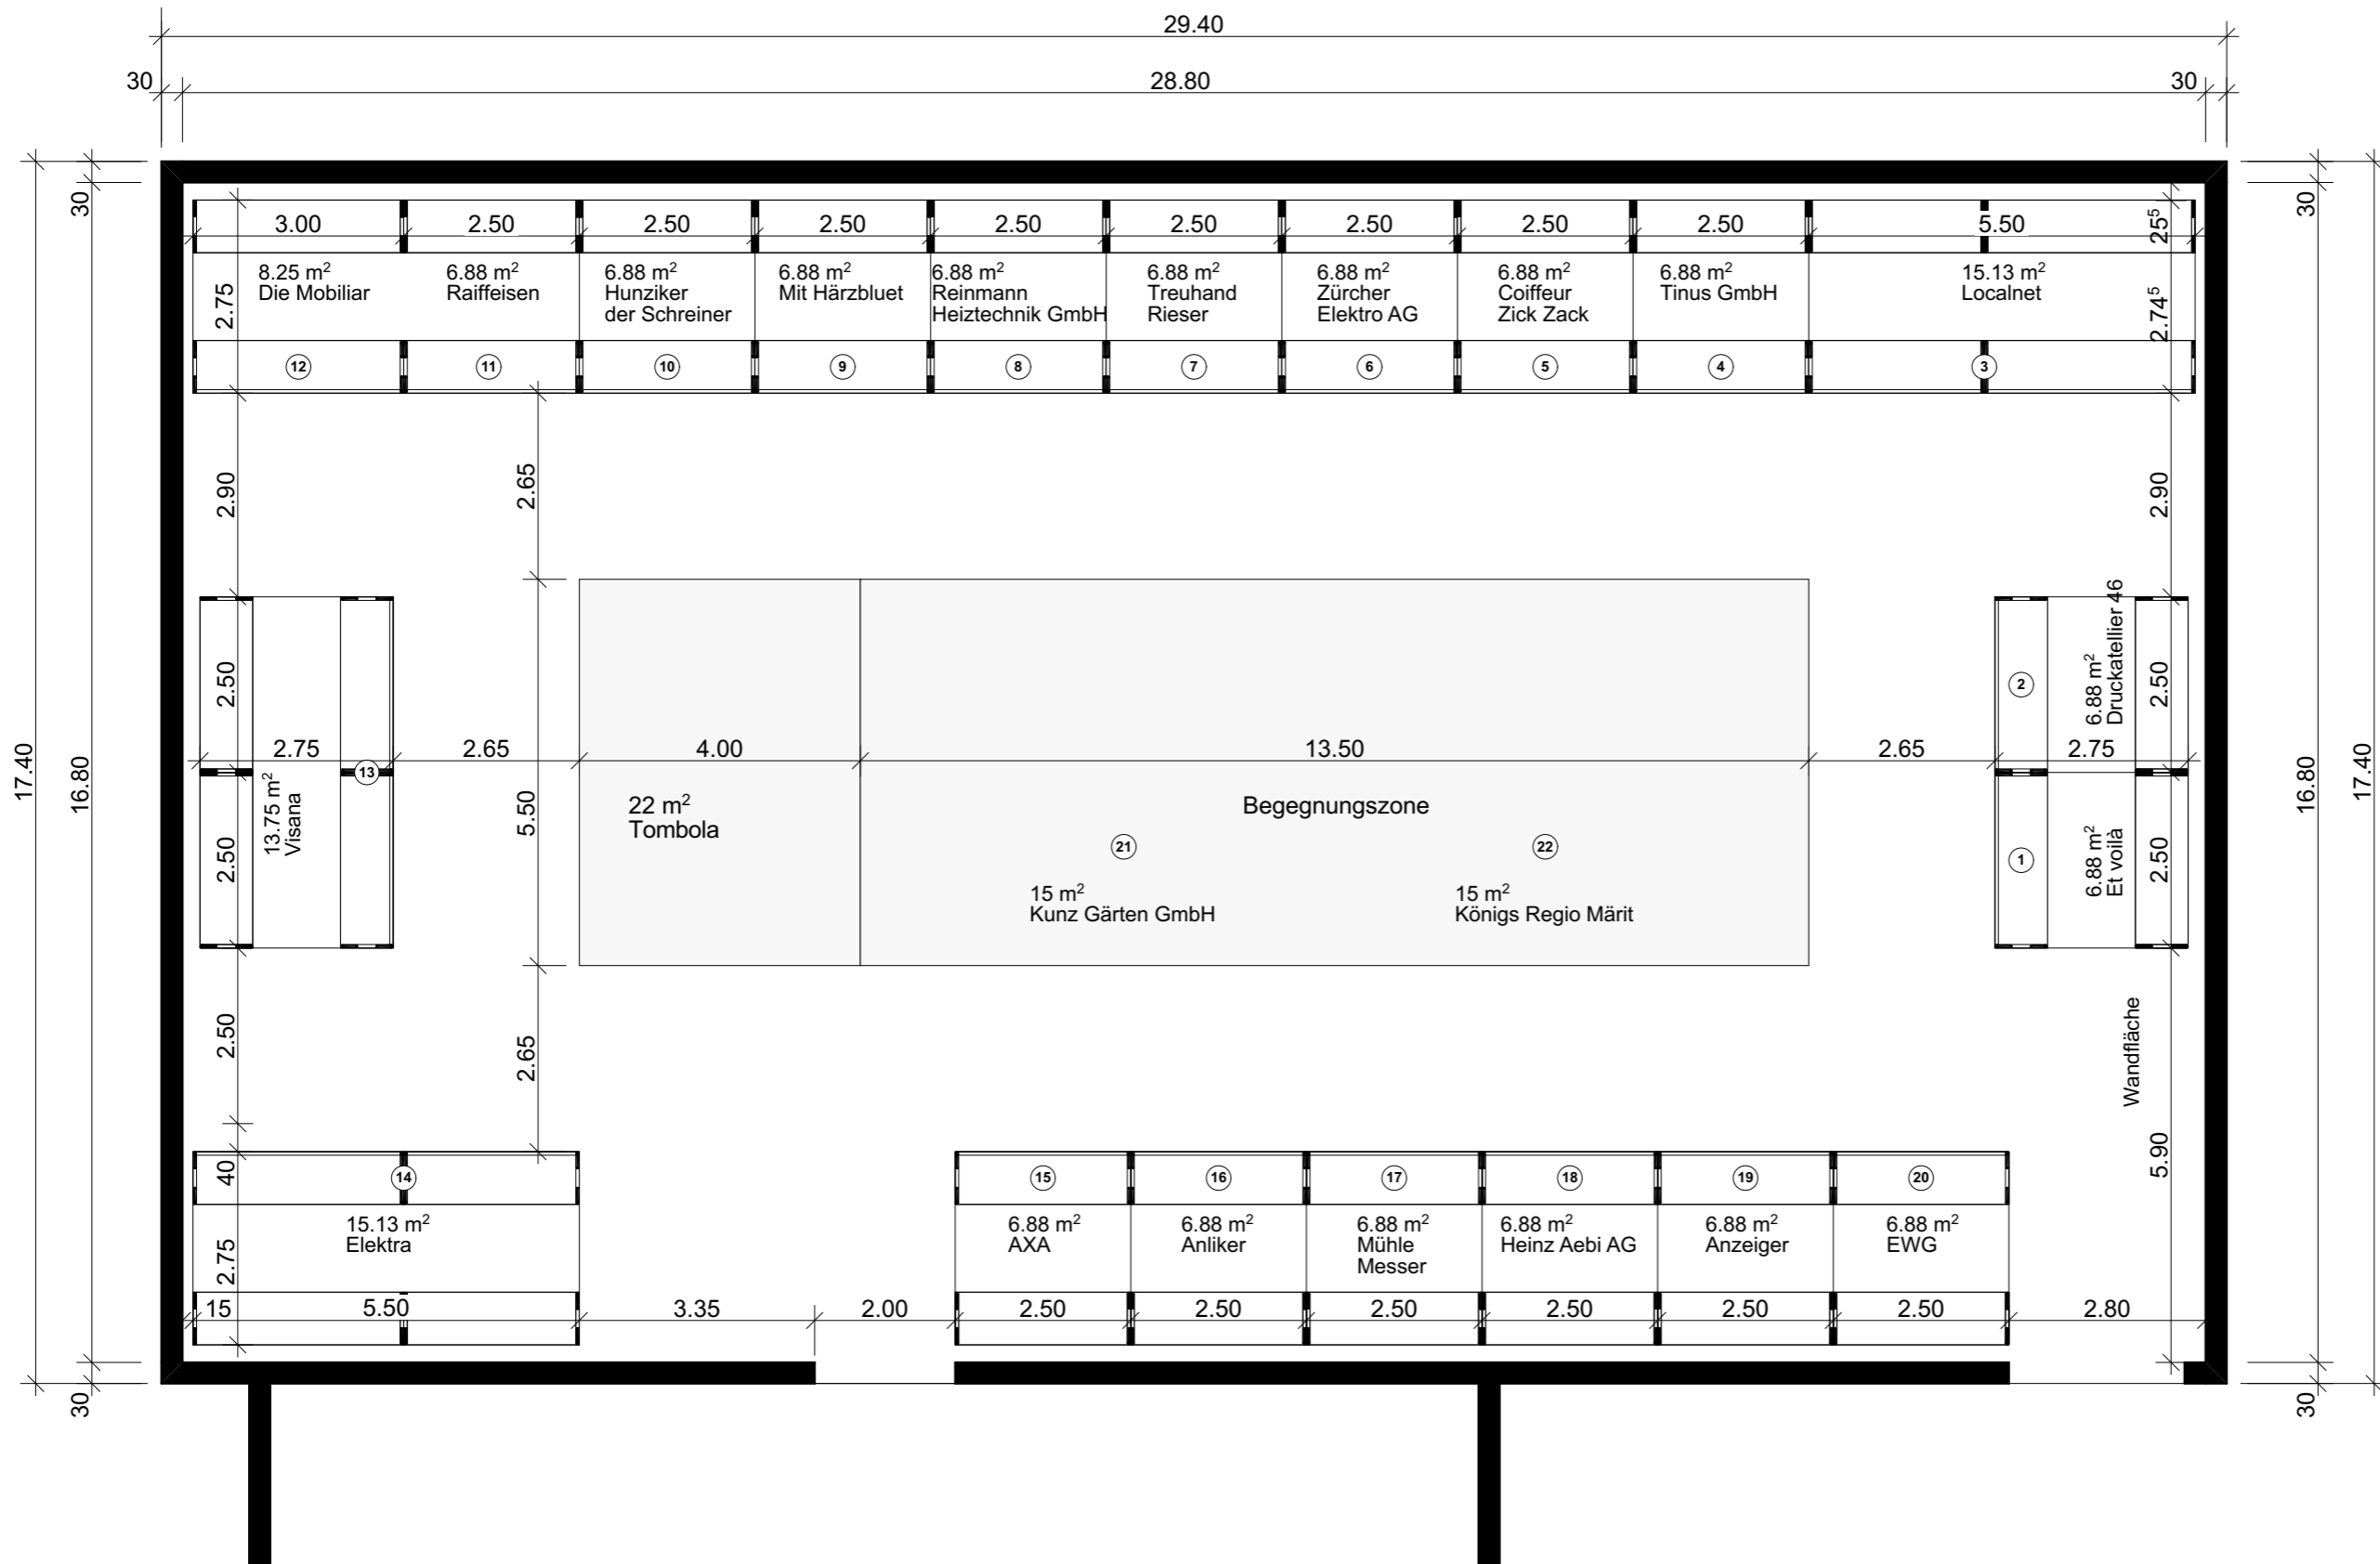 29.40
30
28.80
30
30
30
3.00
2.50
2.50
2.50
2.50
2.50
2.50
2.50
2.50
5.50
25⁵
8.25 m²
Die Mobiliar
6.88 m²
Raiffeisen
6.88 m²
Hunziker
der Schreiner
6.88 m²
Mit Härzbluet
6.88 m²
Reinmann
Heiztechnik GmbH
6.88 m²
Treuhand
Rieser
6.88 m²
Zürcher
Elektro AG
6.88 m²
Coiffeur
Zick Zack
6.88 m²
Tinus GmbH
15.13 m²
Localnet
2.75
2.74⁵
12
11
10
9
8
7
6
5
4
3
2.90
2.65
2.90
17.40
16.80
2.50
2.50
13.75 m²
Visana
13
2.75
2.65
4.00
13.50
2.65
2.75
5.50
22 m²
Tombola
Begegnungszone
21
22
15 m²
Kunz Gärten GmbH
15 m²
Königs Regio Märit
2
6.88 m²
Druckatellier 46
2.50
1
6.88 m²
Et voilà
2.50
16.80
17.40
2.50
2.65
Wandfläche
5.90
40
14
15
16
17
18
19
20
15.13 m²
Elektra
6.88 m²
AXA
6.88 m²
Anliker
6.88 m²
Mühle
Messer
6.88 m²
Heinz Aebi AG
6.88 m²
Anzeiger
6.88 m²
EWG
2.75
15
5.50
3.35
2.00
2.50
2.50
2.50
2.50
2.50
2.50
2.80
30
30